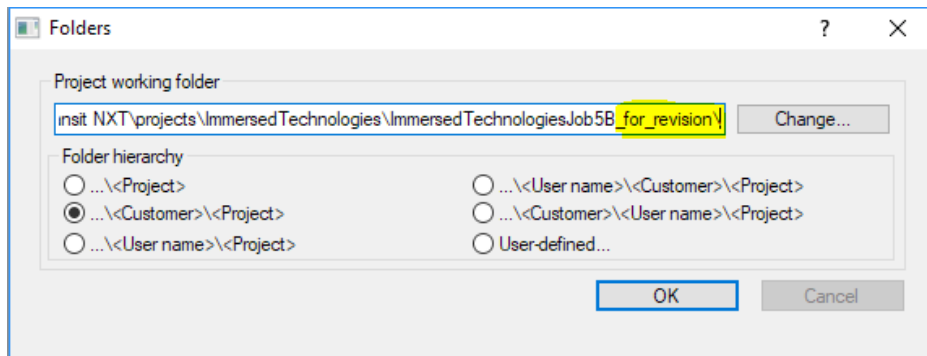 Folders
Project working folder
nsit NXT\projects\ImmersedTechnologies\ImmersedTechnologiesJob5B_for_revision\
Change...
Folder hierarchy
...\<Project>
...\<User name>\<Customer>\<Project>
...\<Customer>\<Project>
...\<Customer>\<User name>\<Project>
...\<User name>\<Project>
User-defined...
OK
Cancel